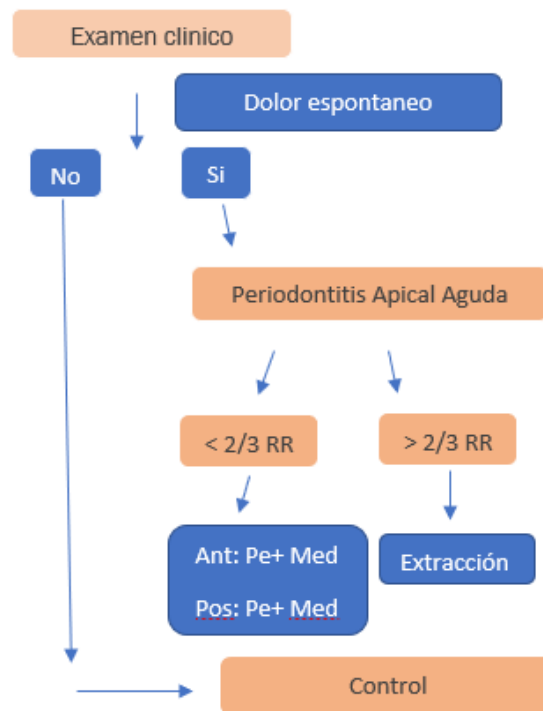 Examen clinico
Dolor espontaneo
No
Si
Periodontitis Apical Aguda
< 2/3 RR
> 2/3 RR
Ant: Pe+ Med
Pos: Pe+ Med
Extracción
Control